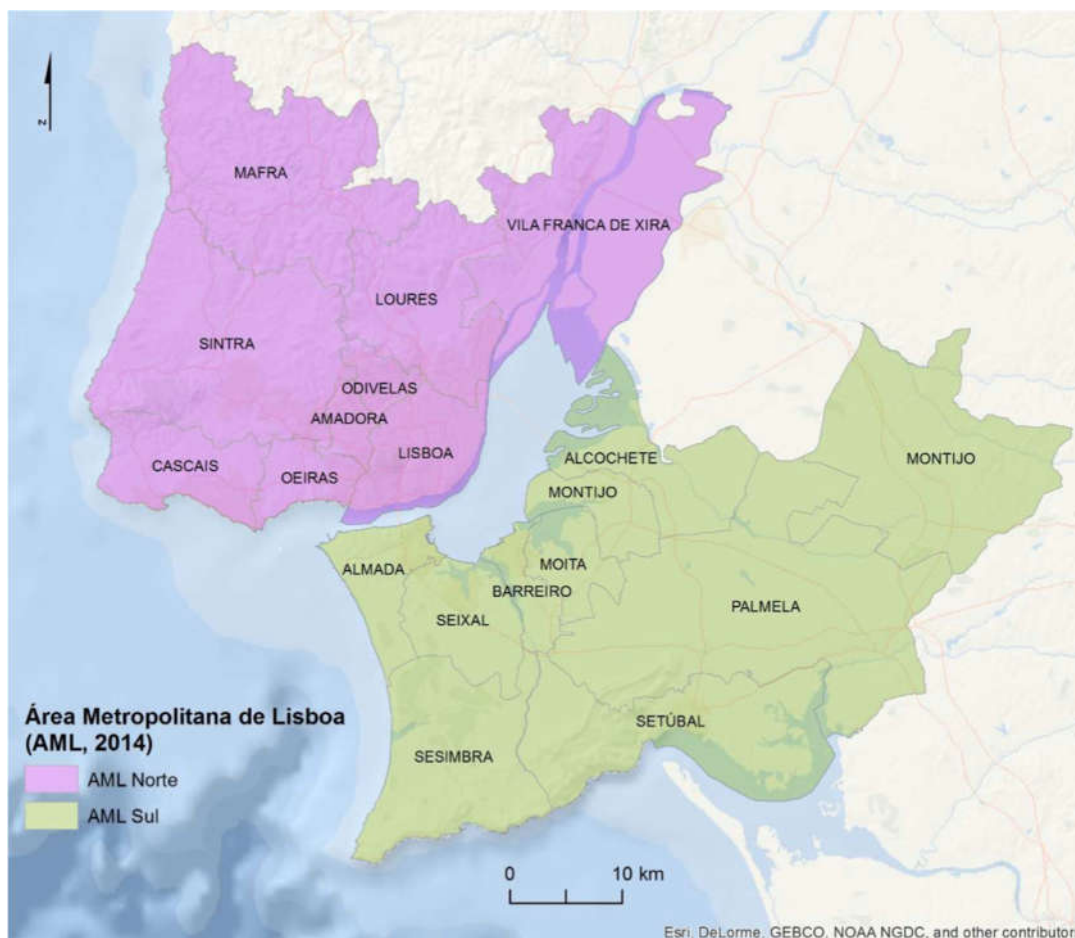 z
MAFRA
VILA FRANCA DE XIRA
LOURES
SINTRA
ODIVELAS
AMADORA
LISBOA
CASCAIS
OEIRAS
ALCOCHETE
MONTIJO
MONTIJO
ALMADA
MOITA
BARREIRO
SEIXAL
PALMELA
SETÚBAL
SESIMBRA
Área Metropolitana de Lisboa
(AML, 2014)
AML Norte
AML Sul
0 10 km
Esri, DeLorme, GEBCO, NOAA NGDC, and other contributor